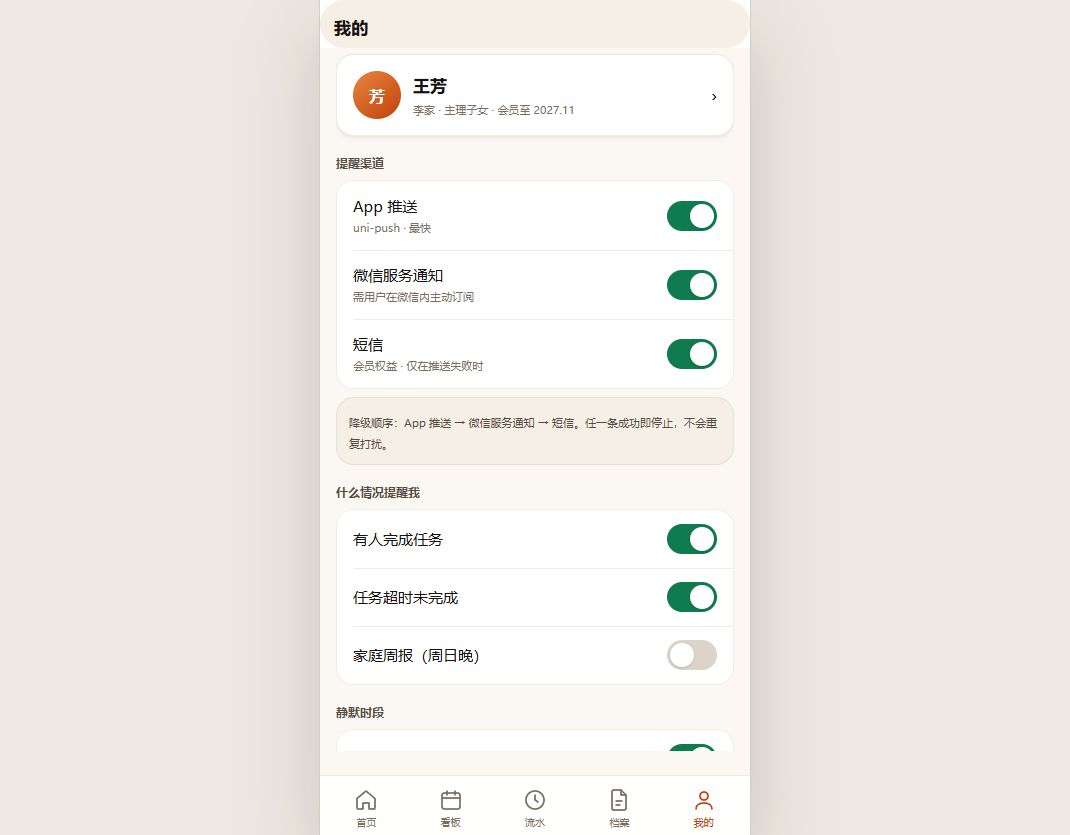 我的
芳
王芳
李家 · 主理子女 · 会员至 2027.11
提醒渠道
App 推送
uni-push · 最快
微信服务通知
需用户在微信内主动订阅
短信
会员权益 · 仅在推送失败时
降级顺序：App 推送 → 微信服务通知 → 短信。任一条成功即停止，不会重
复打扰。
什么情况提醒我
有人完成任务
任务超时未完成
家庭周报（周日晚）
静默时段
首页
看板
流水
档案
我的